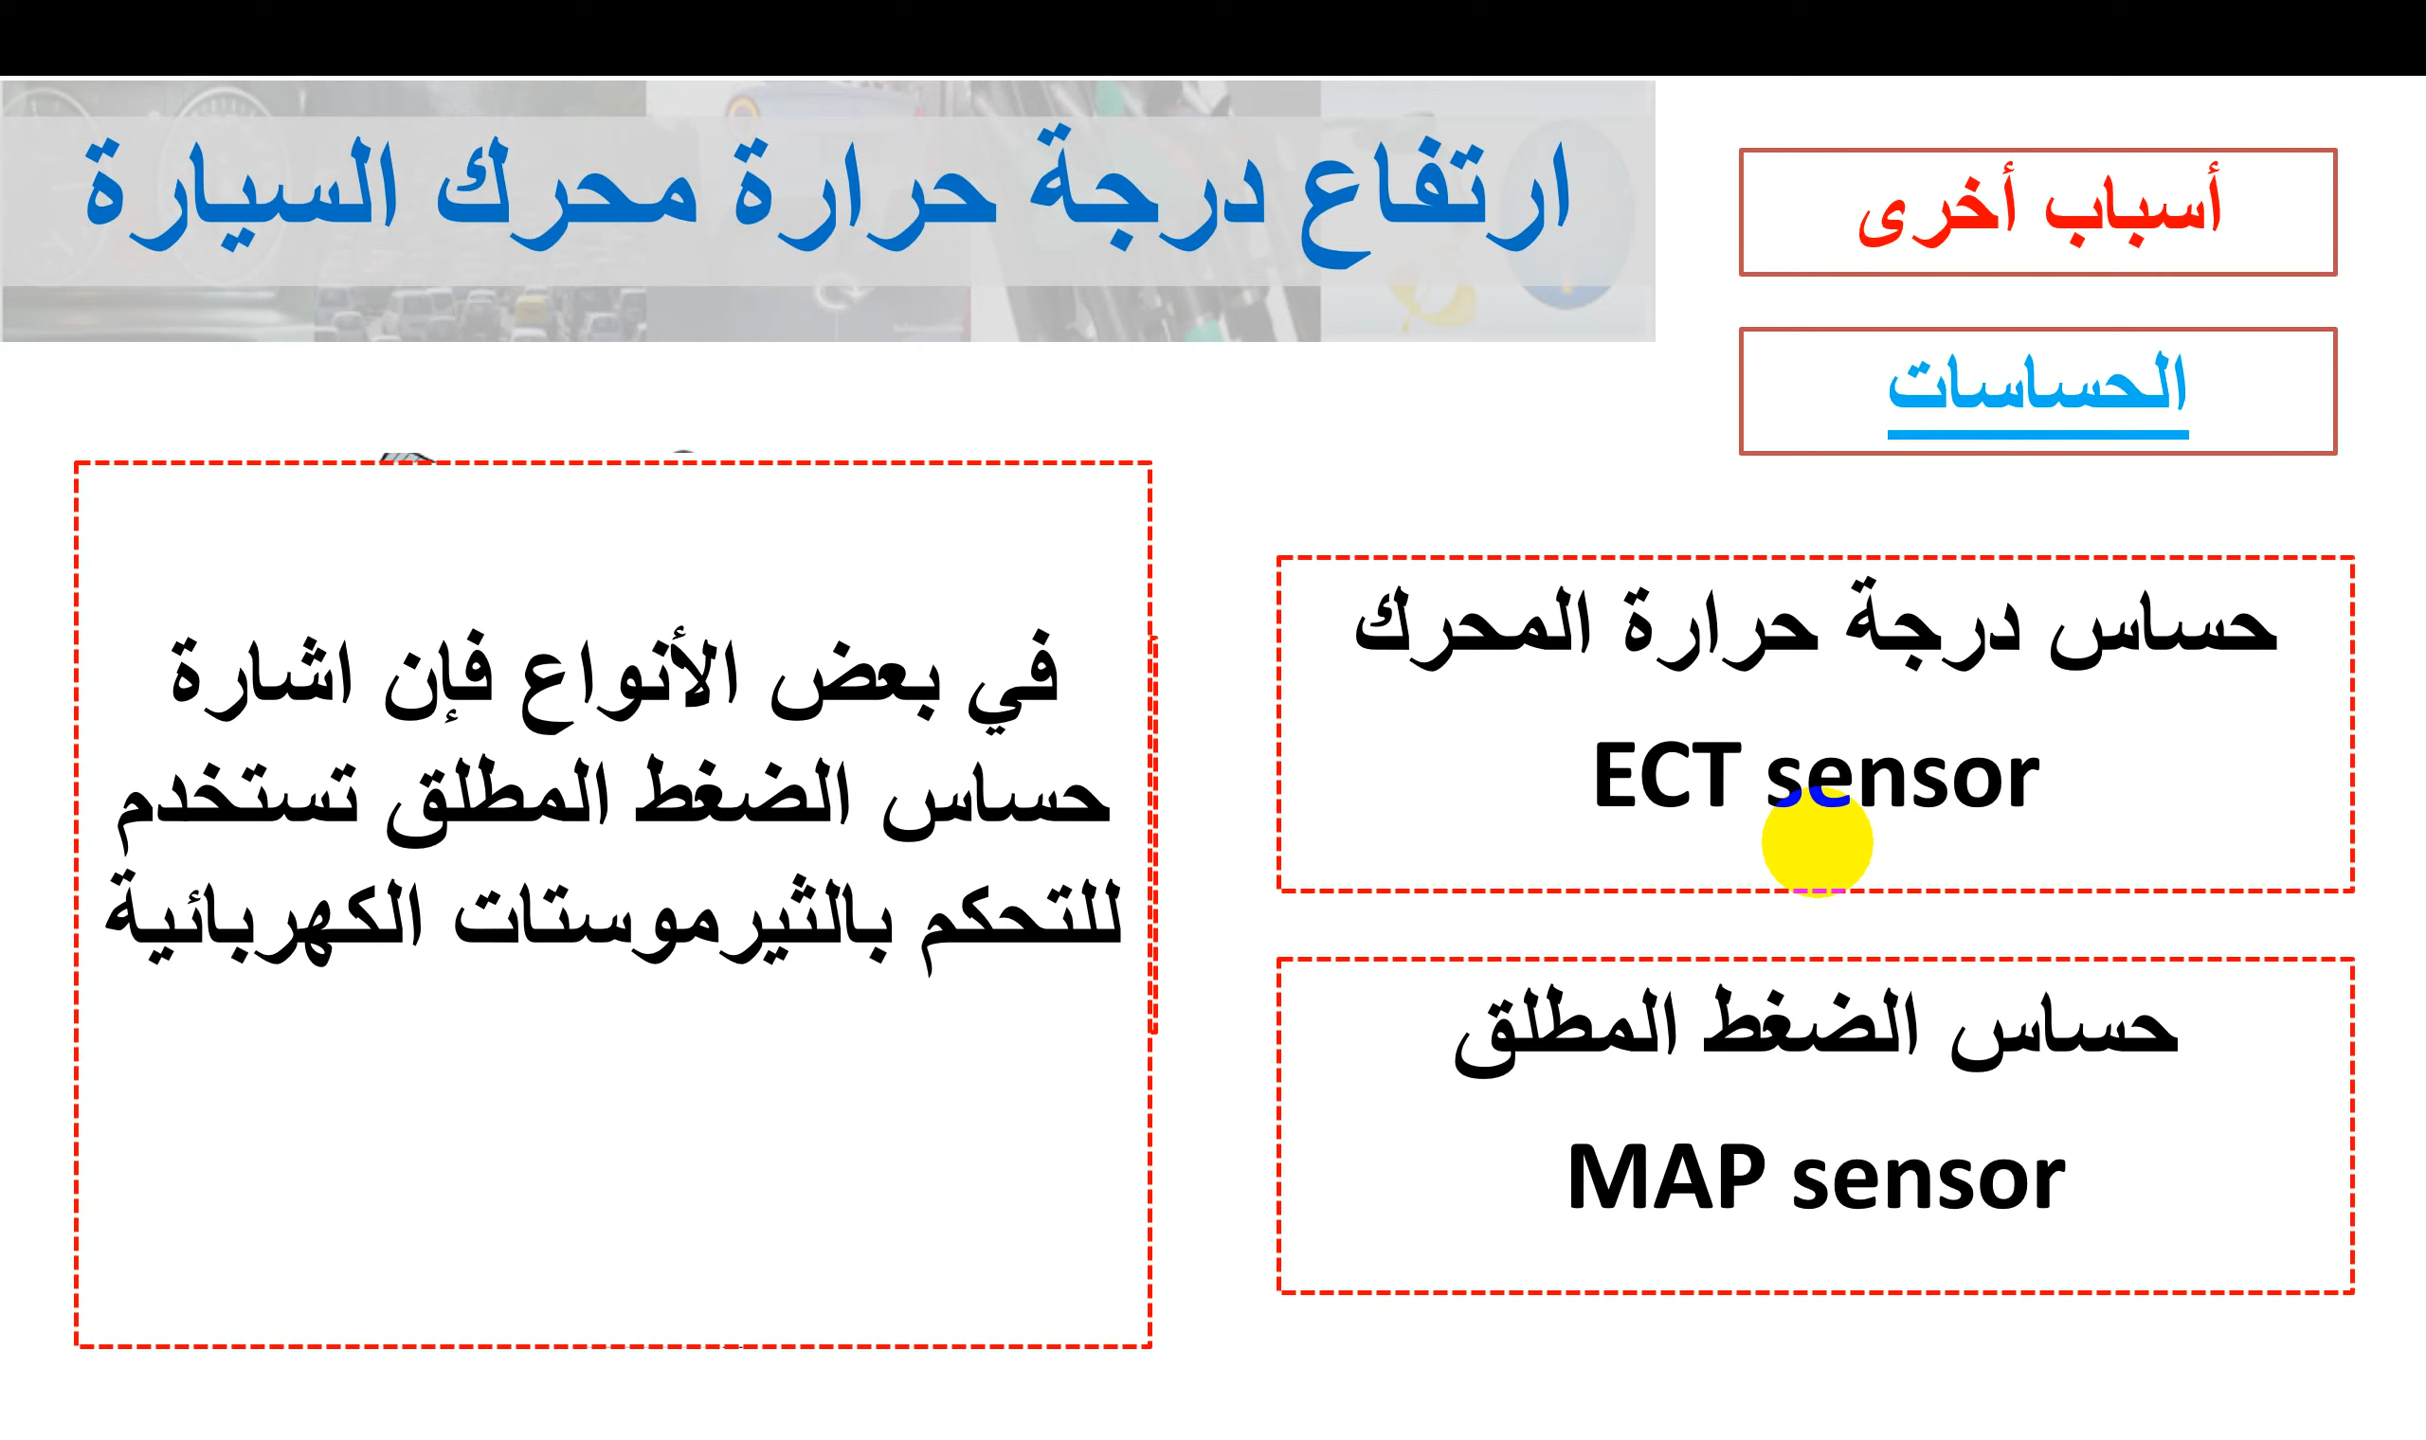 ارتفاع درجة حرارة محرك السيارة
أسباب أخرى
الحساسات
حساس درجة حرارة المحرك
ECT sensor
حساس الضغط المطلق
MAP sensor
في بعض الأنواع فإن اشارة
حساس الضغط المطلق تستخدم
للتحكم بالثيرموستات الكهربائية